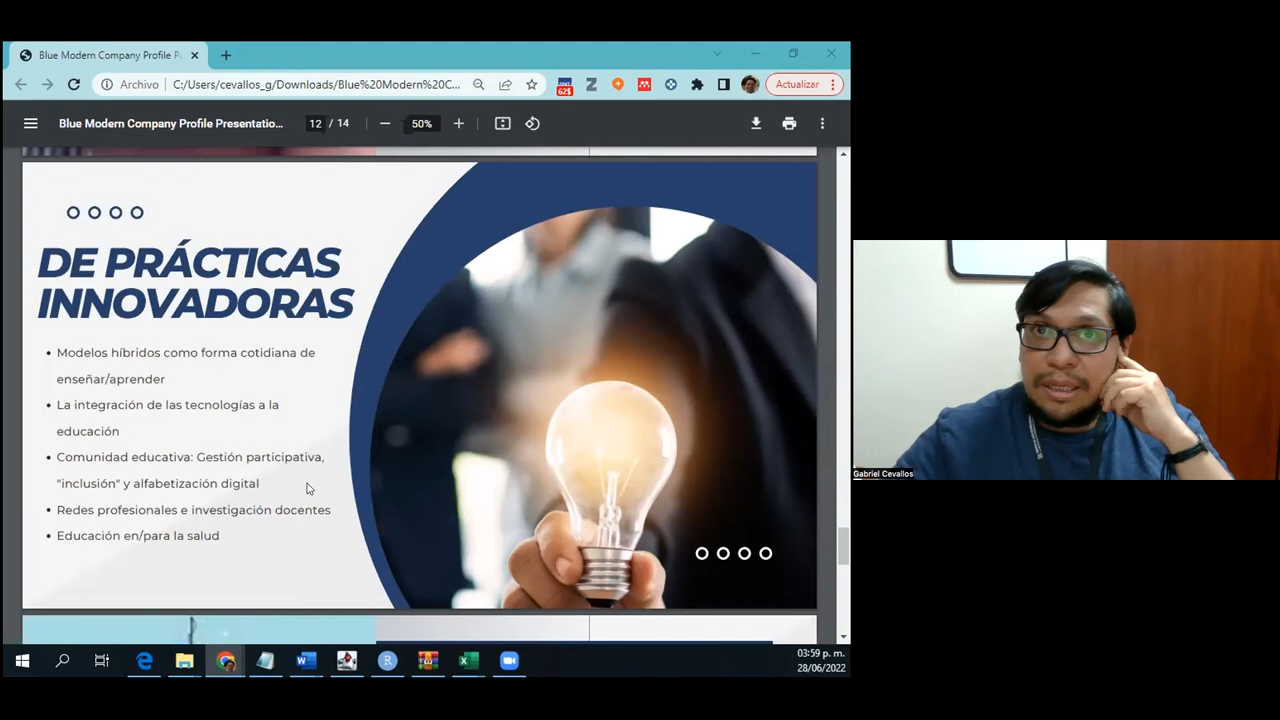 Blue Modern Company Profile P
Archivo
C:/Users/cevallos_g/Downloads/Blue%20Modern%20C...
62$
Actualizar
Blue Modern Company Profile Presentatio...
12 / 14
50%
DE PRÁCTICAS
INNOVADORAS
• Modelos híbridos como forma cotidiana de
enseñar/aprender
• La integración de las tecnologías a la
educación
• Comunidad educativa: Gestión participativa,
"inclusión" y alfabetización digital
• Redes profesionales e investigación docentes
• Educación en/para la salud
Gabriel Cevallos
03:59 p. m.
28/06/2022